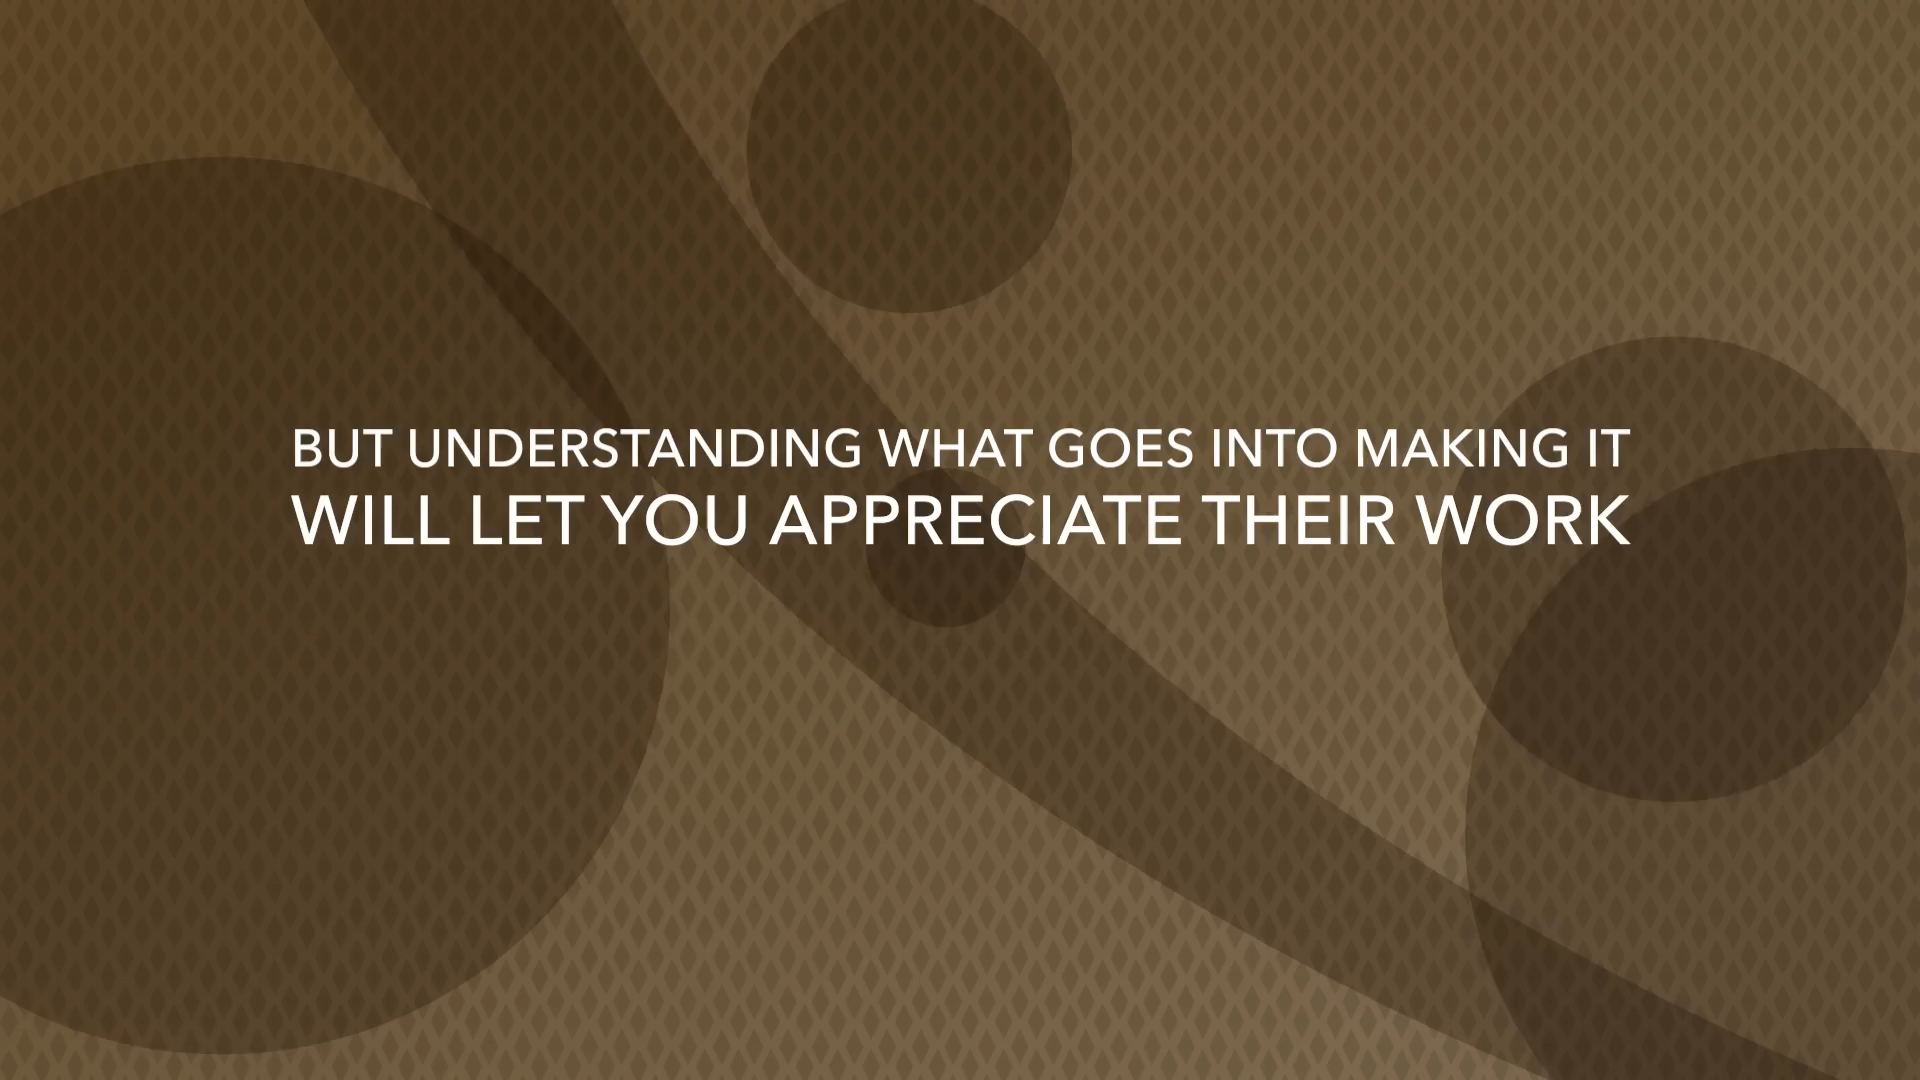 BUT UNDERSTANDING WHAT GOES INTO MAKING IT
WILL LET YOU APPRECIATE THEIR WORK